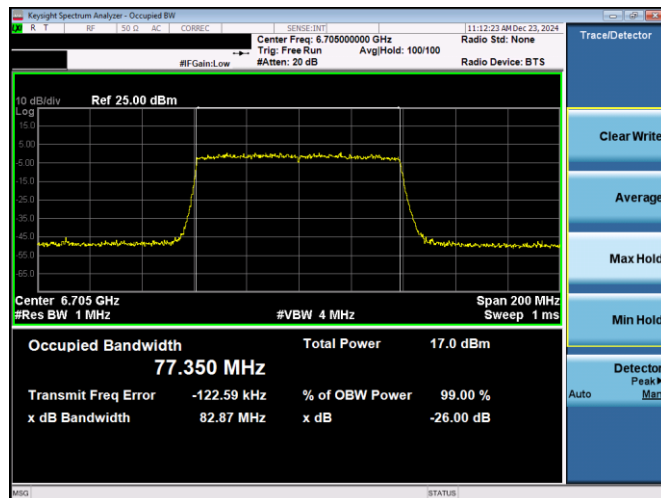 Keysight Spectrum Analyzer - Occupied BW
R T RF 50 Ω AC CORREC SENSE:INT 11:12:23 AM Dec 23, 2024
Center Freq: 6.705000000 GHz Radio Std: None
Trig: Free Run Avg|Hold: 100/100
#IFGain:Low #Atten: 20 dB Radio Device: BTS
Trace/Detector
10 dB/div Ref 25.00 dBm
Log
15.0
5.00
-5.00
-15.0
-25.0
-35.0
-45.0
-55.0
-65.0
Center 6.705 GHz Span 200 MHz
#Res BW 1 MHz #VBW 4 MHz Sweep 1 ms
Occupied Bandwidth Total Power 17.0 dBm
77.350 MHz
Transmit Freq Error -122.59 kHz % of OBW Power 99.00 %
x dB Bandwidth 82.87 MHz x dB -26.00 dB
Clear Write
Average
Max Hold
Min Hold
Detector
Peak
Auto Man
MSG STATUS